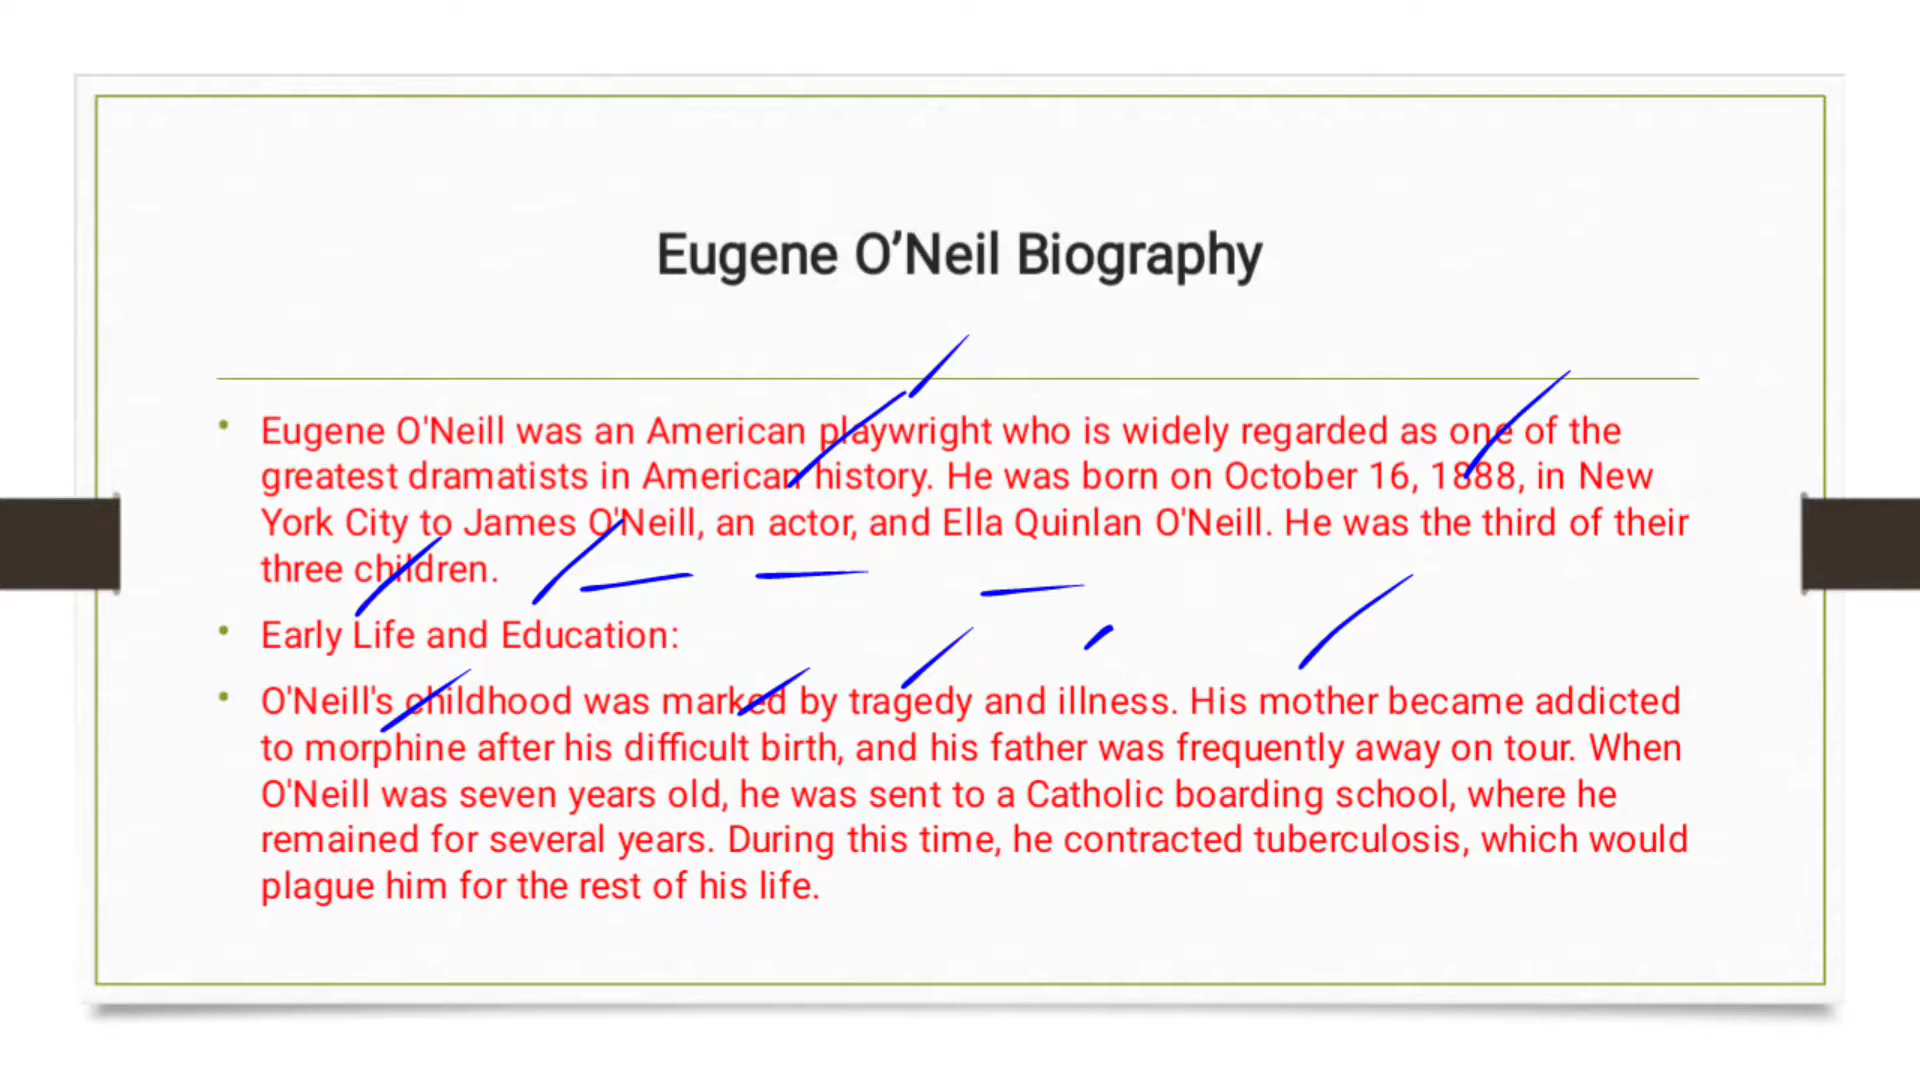 Eugene O’Neil Biography
• Eugene O'Neill was an American playwright who is widely regarded as one of the
greatest dramatists in American history. He was born on October 16, 1888, in New
York City to James O'Neill, an actor, and Ella Quinlan O'Neill. He was the third of their
three children.
• Early Life and Education:
• O'Neill's childhood was marked by tragedy and illness. His mother became addicted
to morphine after his difficult birth, and his father was frequently away on tour. When
O'Neill was seven years old, he was sent to a Catholic boarding school, where he
remained for several years. During this time, he contracted tuberculosis, which would
plague him for the rest of his life.